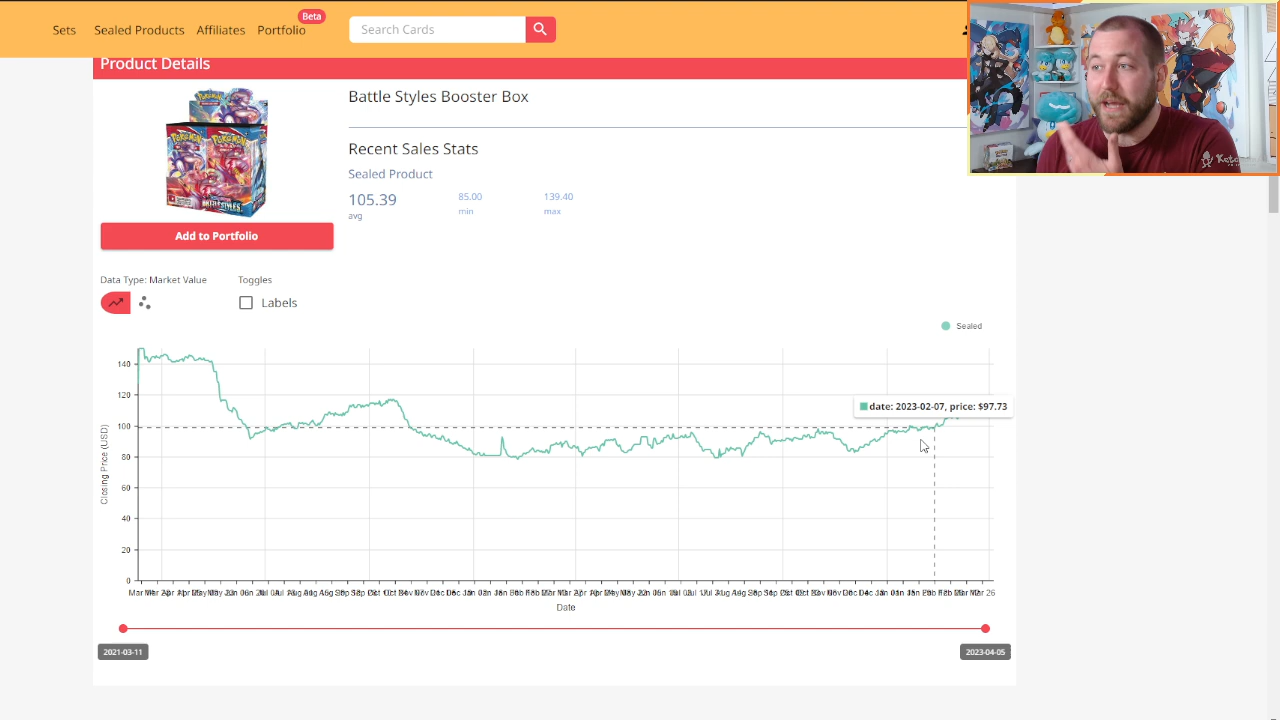 Sets
Sealed Products
Affiliates
Portfolio
Beta
Search Cards
Product Details
Battle Styles Booster Box
Recent Sales Stats
Sealed Product
105.39
avg
85.00
min
139.40
max
Add to Portfolio
Data Type: Market Value
Toggles
Labels
Sealed
date: 2023-02-07, price: $97.73
140
120
100
80
60
40
20
0
Closing Price (USD)
Date
2021-03-11
2023-04-05